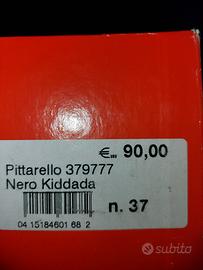 €... 90,00
Pittarello 379777
Nero Kiddada
n. 37
04 15184601 68 2
subito